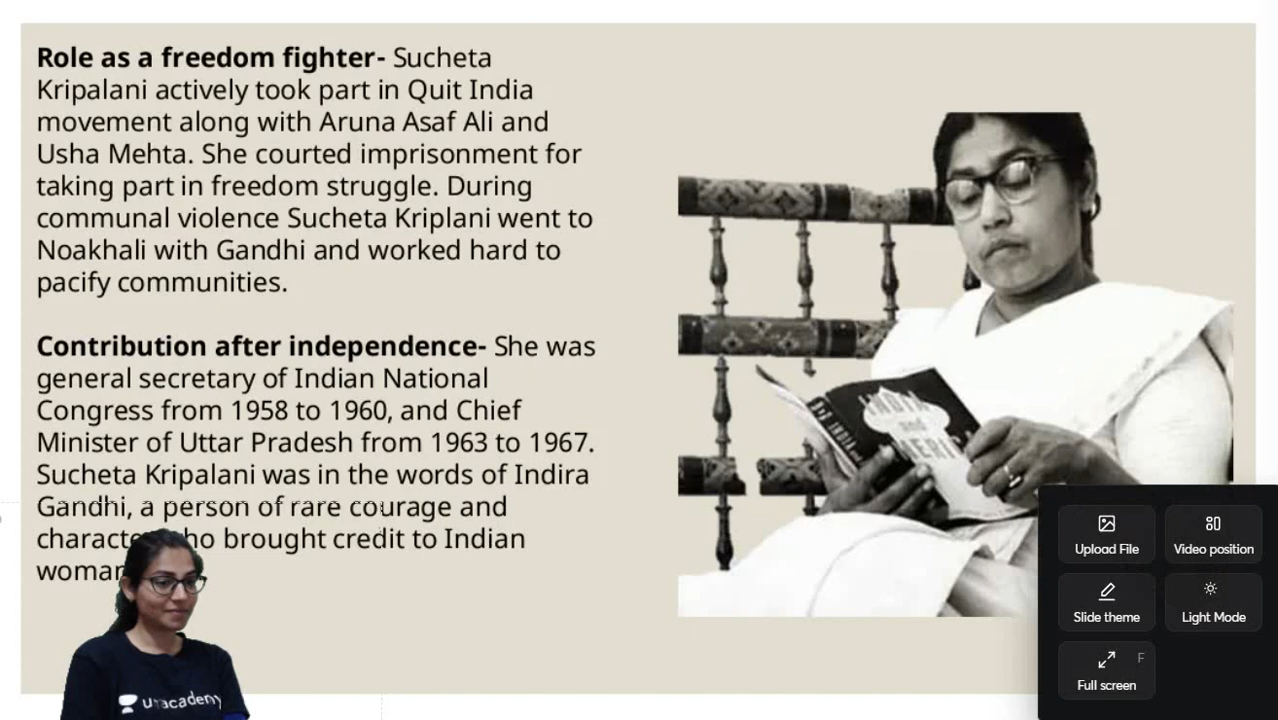 Role as a freedom fighter- Sucheta
Kripalani actively took part in Quit India
movement along with Aruna Asaf Ali and
Usha Mehta. She courted imprisonment for
taking part in freedom struggle. During
communal violence Sucheta Kriplani went to
Noakhali with Gandhi and worked hard to
pacify communities.
Contribution after independence- She was
general secretary of Indian National
Congress from 1958 to 1960, and Chief
Minister of Uttar Pradesh from 1963 to 1967.
Sucheta Kripalani was in the words of Indira
Gandhi, a person of rare courage and
brought credit to Indian
INDIA
and
unacademy
Upload File
Video position
Slide theme
Light Mode
F
Full screen